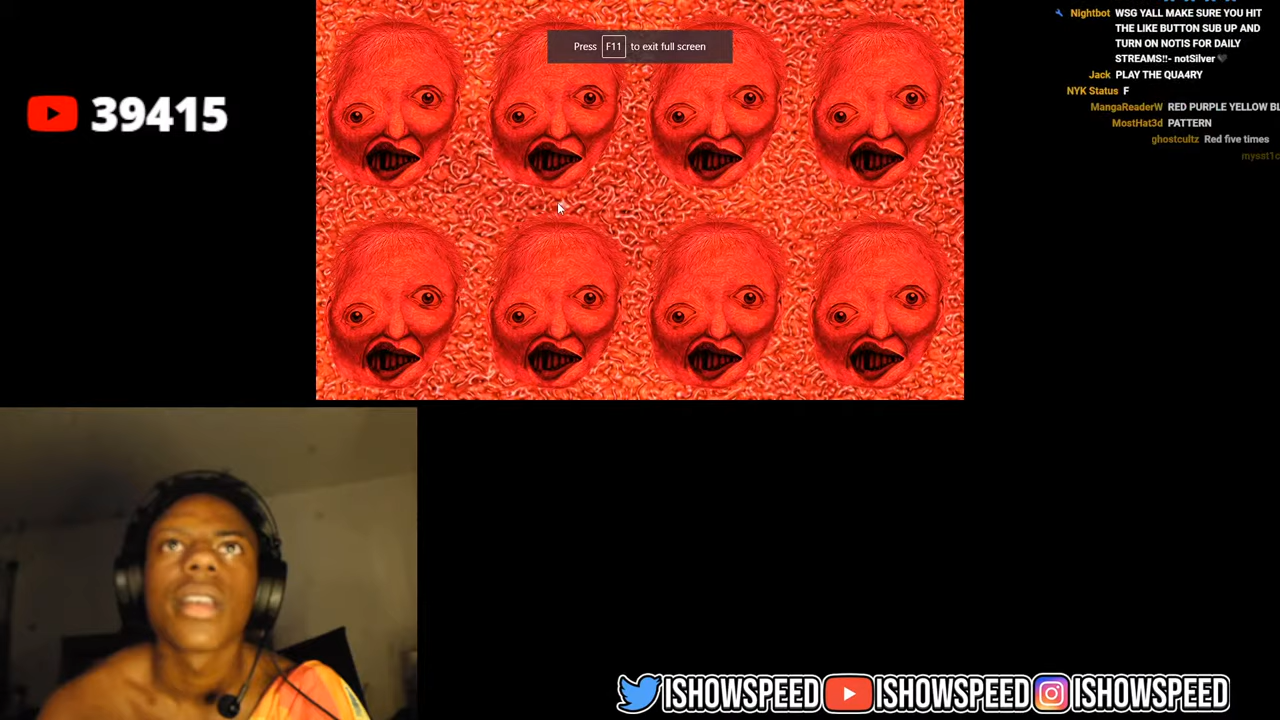 Press F11 to exit full screen
39415
Nightbot WSG YALL MAKE SURE YOU HIT
THE LIKE BUTTON SUB UP AND
TURN ON NOTIS FOR DAILY
STREAMS!!- notSilver🖤
Jack PLAY THE QUA4RY
NYK Status F
MangaReaderW RED PURPLE YELLOW BL
MostHat3d PATTERN
ghostcultz Red five times
mysst1c
ISHOWSPEED ISHOWSPEED ISHOWSPEED